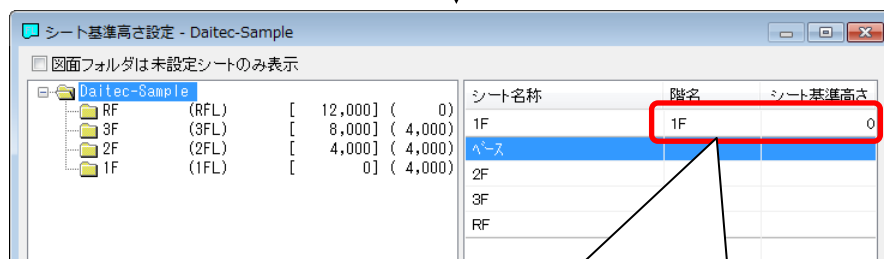 シート基準高さ設定 - Daitec-Sample
図面フォルダは未設定シートのみ表示
Daitec-Sample
RF (RFL) [ 12,000] ( 0)
3F (3FL) [ 8,000] ( 4,000)
2F (2FL) [ 4,000] ( 4,000)
1F (1FL) [ 0] ( 4,000)
シート名称 階名 シート基準高さ
1F 1F 0
ベース
2F
3F
RF